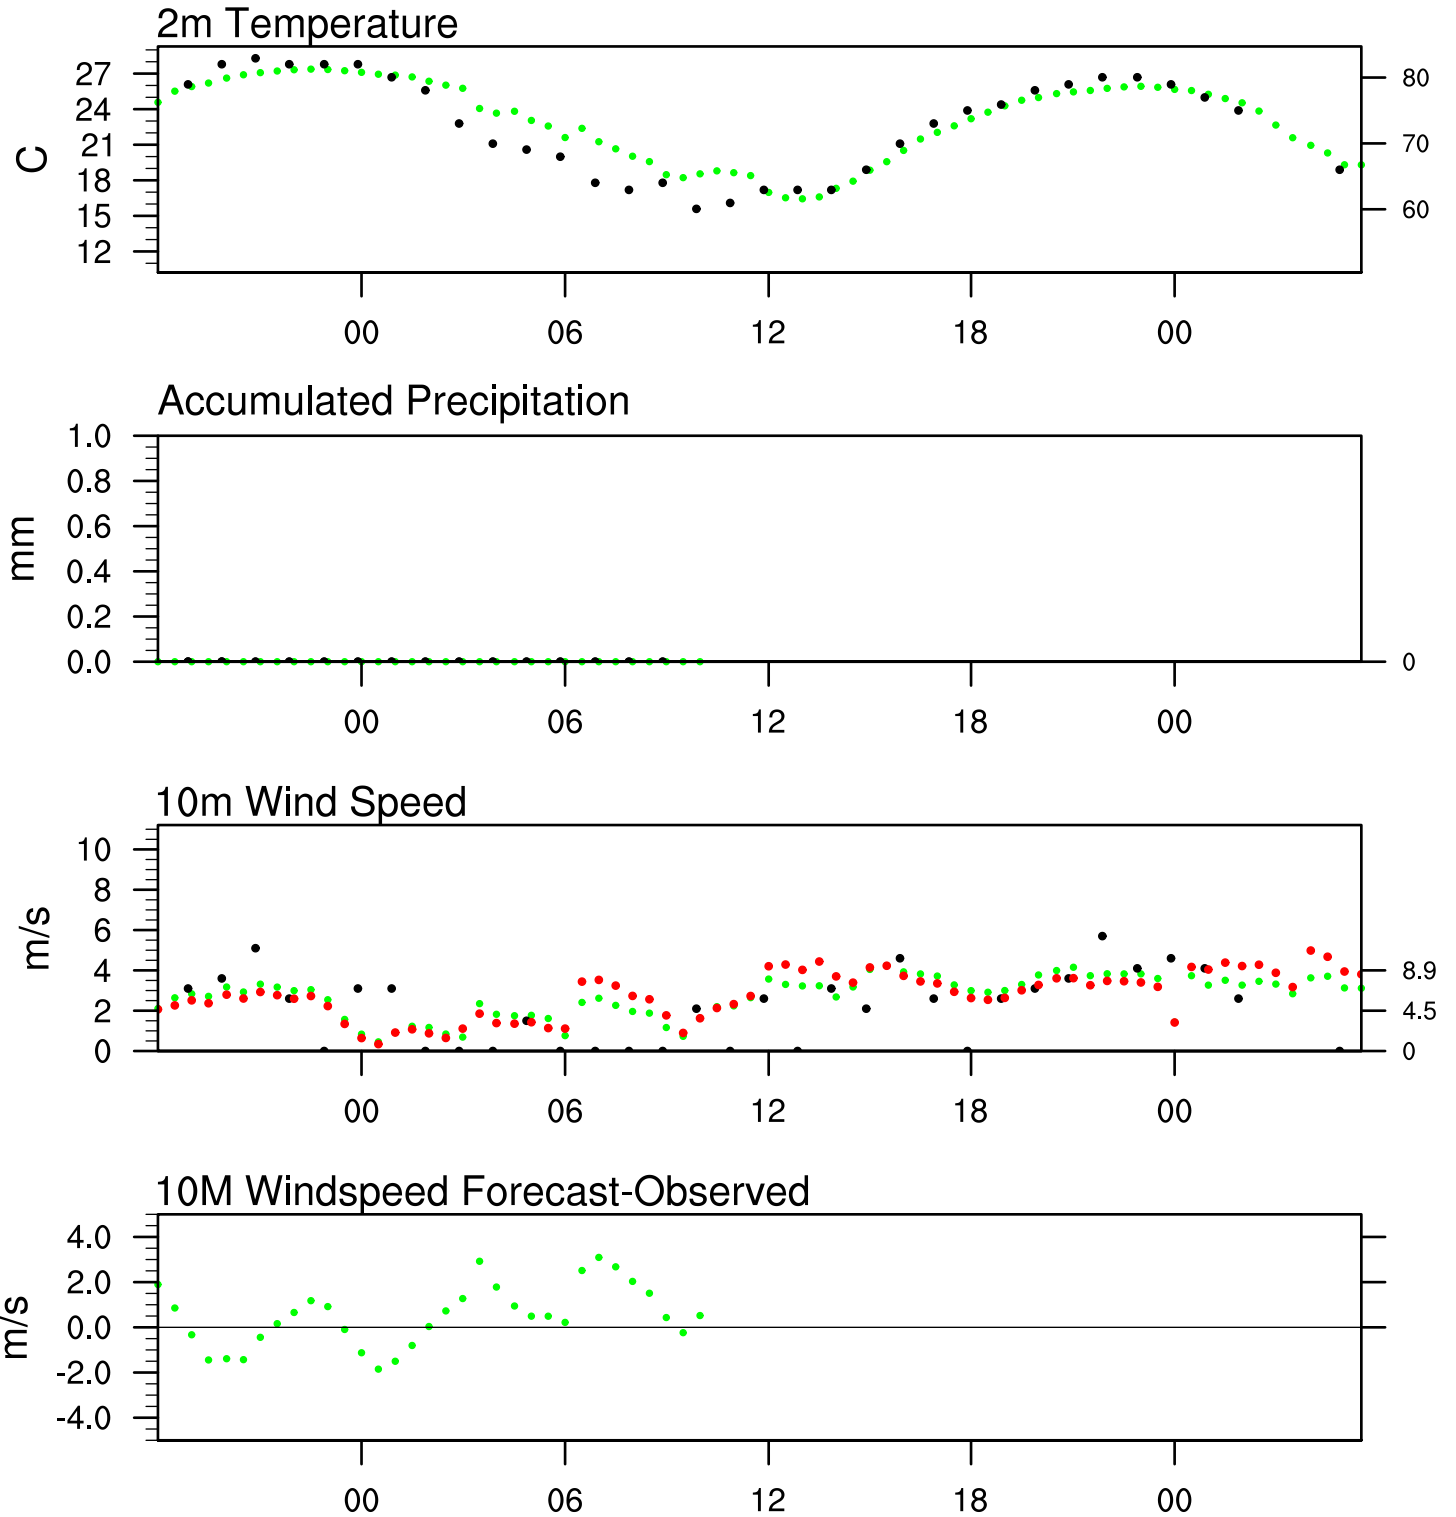 2m Temperature
27
24
21
18
15
12
C
80
70
60
00 06 12 18 00
Accumulated Precipitation
1.0
0.8
0.6
0.4
0.2
0.0
mm
0
00 06 12 18 00
10m Wind Speed
10
8
6
4
2
0
m/s
8.9
4.5
0
00 06 12 18 00
10M Windspeed Forecast-Observed
4.0
2.0
0.0
-2.0
-4.0
m/s
00 06 12 18 00